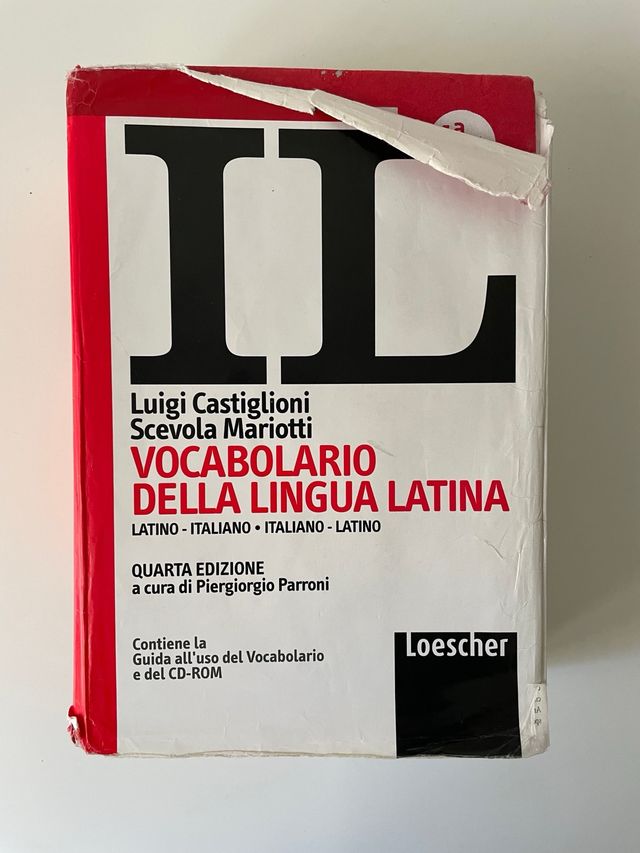 IL
Luigi Castiglioni
Scevola Mariotti
VOCABOLARIO
DELLA LINGUA LATINA
LATINO - ITALIANO • ITALIANO - LATINO
QUARTA EDIZIONE
a cura di Piergiorgio Parroni
Contiene la
Guida all'uso del Vocabolario
e del CD-ROM
Loescher